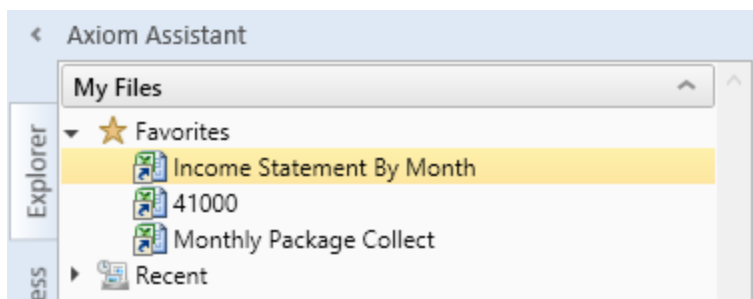 Axiom Assistant
My Files
Explorer
Favorites
Income Statement By Month
41000
Monthly Package Collect
Recent